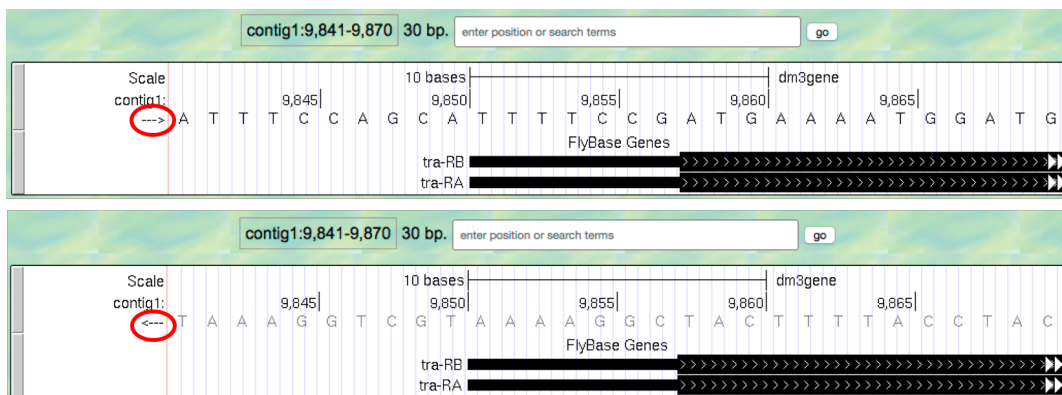 contig1:9,841-9,870 30 bp. enter position or search terms go
Scale 10 bases dm3gene
contig1: 9,845 9,850 9,855 9,860 9,865
---> A T T T C C A G C A T T T T C C G A T G A A A A T G G A T G
FlyBase Genes
tra-RB
tra-RA
contig1:9,841-9,870 30 bp. enter position or search terms go
Scale 10 bases dm3gene
contig1: 9,845 9,850 9,855 9,860 9,865
<--- T A A A G G T C G T A A A A G G C T A C T T T T A C C T A C
FlyBase Genes
tra-RB
tra-RA